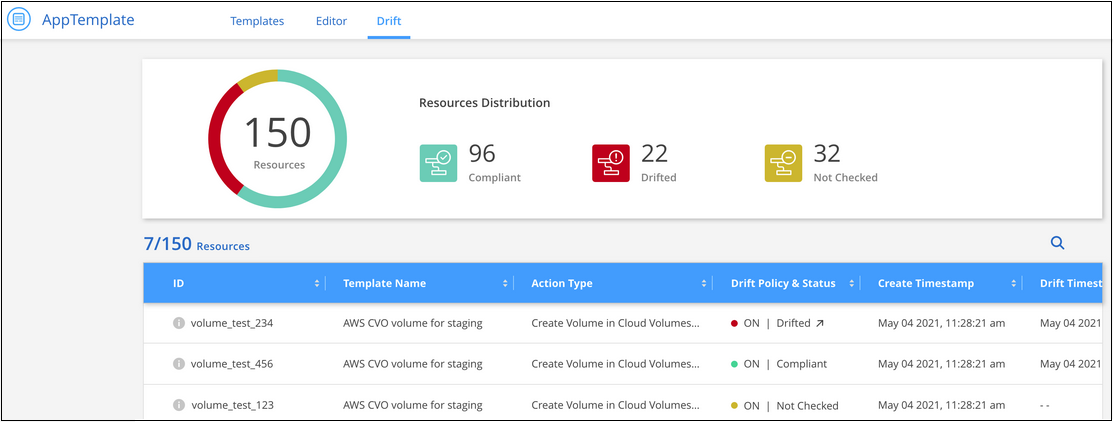 AppTemplate Templates Editor Drift
150
Resources
Resources Distribution
96
Compliant
22
Drifted
32
Not Checked
7/150 Resources
ID Template Name Action Type Drift Policy & Status Create Timestamp Drift Timest
volume_test_234 AWS CVO volume for staging Create Volume in Cloud Volumes... ON | Drifted May 04 2021, 11:28:21 am May 04 2021
volume_test_456 AWS CVO volume for staging Create Volume in Cloud Volumes... ON | Compliant May 04 2021, 11:28:21 am May 04 2021
volume_test_123 AWS CVO volume for staging Create Volume in Cloud Volumes... ON | Not Checked May 04 2021, 11:28:21 am - -